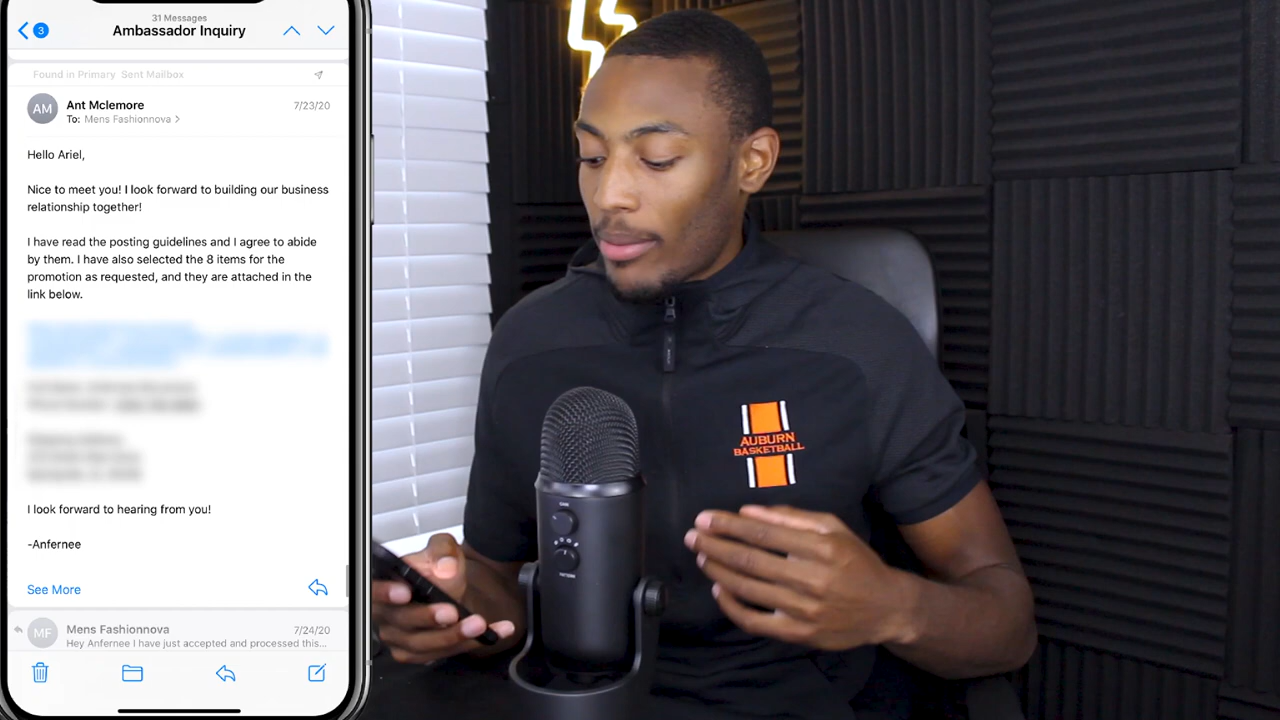 31 Messages
3
Ambassador Inquiry
Found in Primary Sent Mailbox
AM
Ant Mclemore
7/23/20
To: Mens Fashionnova
Hello Ariel,
Nice to meet you! I look forward to building our business
relationship together!
I have read the posting guidelines and I agree to abide
by them. I have also selected the 8 items for the
promotion as requested, and they are attached in the
link below.
I look forward to hearing from you!
-Anfernee
See More
MF
Mens Fashionnova
7/24/20
Hey Anfernee I have just accepted and processed this...
AUBURN
BASKETBALL